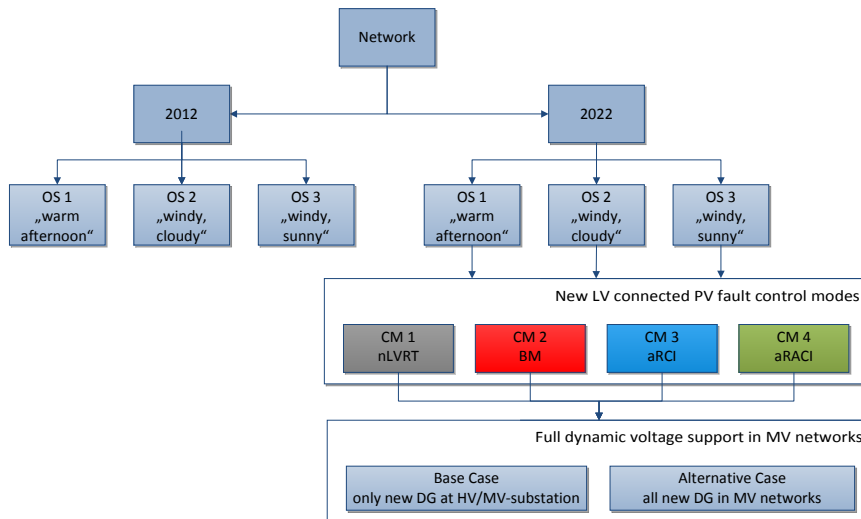 Network
2012
2022
OS 1
„warm
afternoon“
OS 2
„windy,
cloudy“
OS 3
„windy,
sunny“
OS 1
„warm
afternoon“
OS 2
„windy,
cloudy“
OS 3
„windy,
sunny“
New LV connected PV fault control modes
CM 1
nLVRT
CM 2
BM
CM 3
aRCI
CM 4
aRACI
Full dynamic voltage support in MV networks
Base Case
only new DG at HV/MV-substation
Alternative Case
all new DG in MV networks